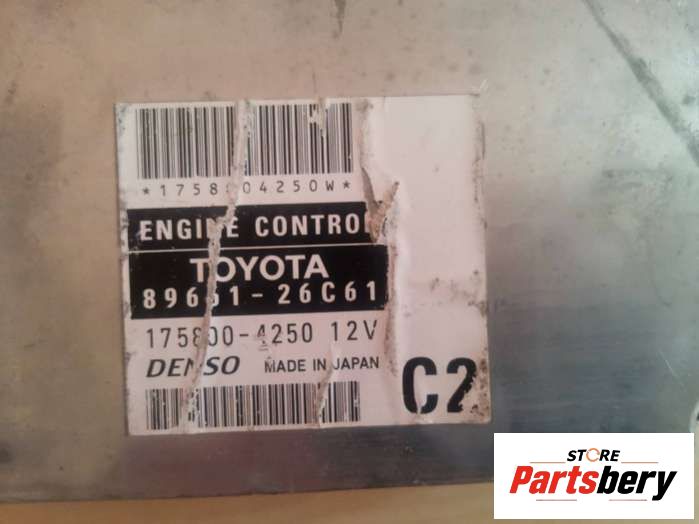 *1758004250W*
ENGINE CONTROL
TOYOTA
89661-26C61
175800-4250 12V
DENSO MADE IN JAPAN
C2
STORE
Partsbery